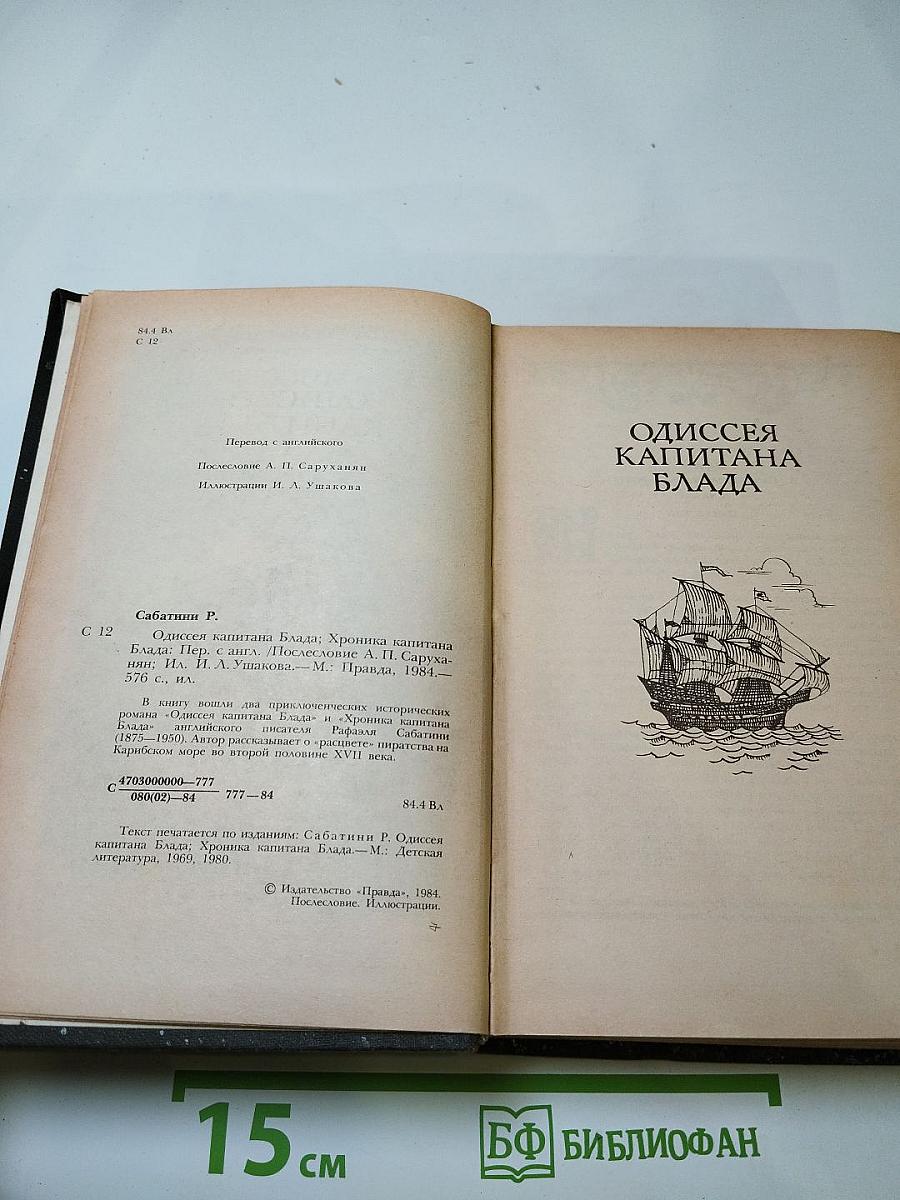 84.4 Вл
С 12
Перевод с английского
Послесловие А. П. Саруханян
Иллюстрации И. Л. Ушакова
Сабатини Р.
С 12
Одиссея капитана Блада; Хроника капитана
Блада: Пер. с англ. /Послесловие А. П. Саруха-
нян; Ил. И. Л. Ушакова.— М.: Правда, 1984.—
576 с., ил.
В книгу вошли два приключенческих исторических
романа «Одиссея капитана Блада» и «Хроника капитана
Блада» английского писателя Рафаэля Сабатини
(1875—1950). Автор рассказывает о «расцвете» пиратства на
Карибском море во второй половине XVII века.
С 4703000000—777
080(02)—84
777—84
84.4 Вл
Текст печатается по изданиям: Сабатини Р. Одиссея
капитана Блада; Хроника капитана Блада.— М.: Детская
литература, 1969, 1980.
© Издательство «Правда», 1984.
Послесловие. Иллюстрации.
ОДИССЕЯ
КАПИТАНА
БЛАДА
15 см
БФ БИБЛИОФАН